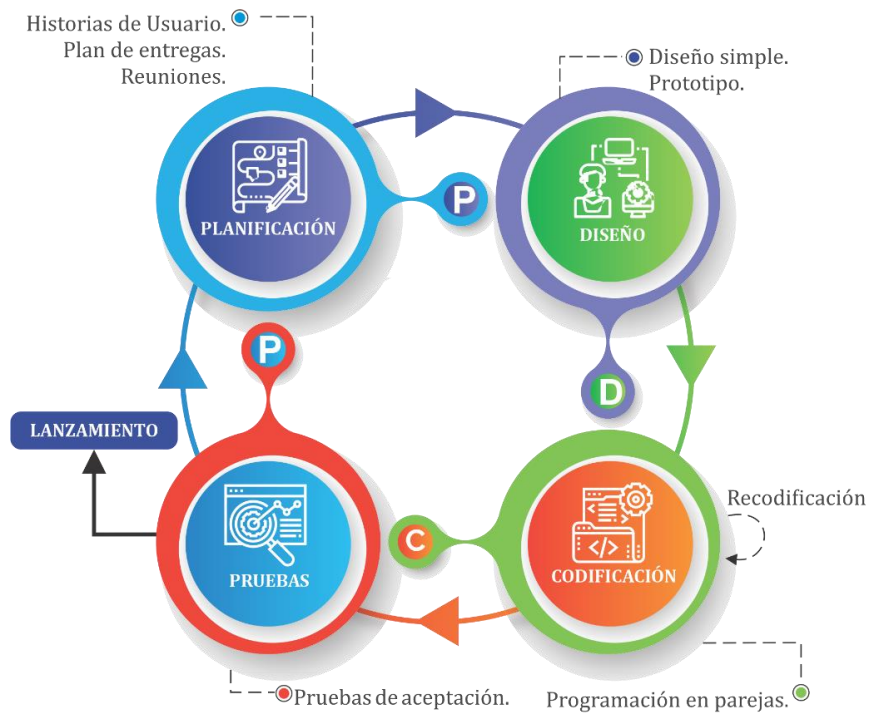 Historias de Usuario.
Plan de entregas.
Reuniones.
Diseño simple.
Prototipo.
PLANIFICACIÓN
P
DISEÑO
P
D
LANZAMIENTO
Recodificación
C
</>
PRUEBAS
CODIFICACIÓN
Pruebas de aceptación.
Programación en parejas.